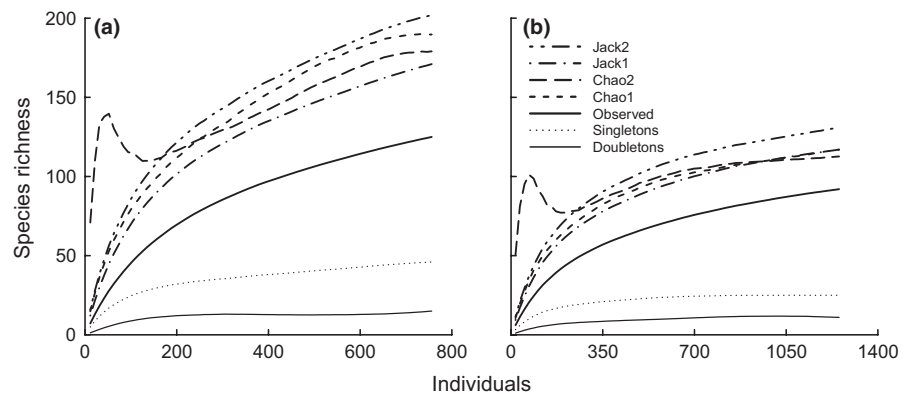 200
150
100
50
0
Species richness
(a)
0
200
400
600
800
(b)
Jack2
Jack1
Chao2
Chao1
Observed
Singletons
Doubletons
0
350
700
1050
1400
Individuals